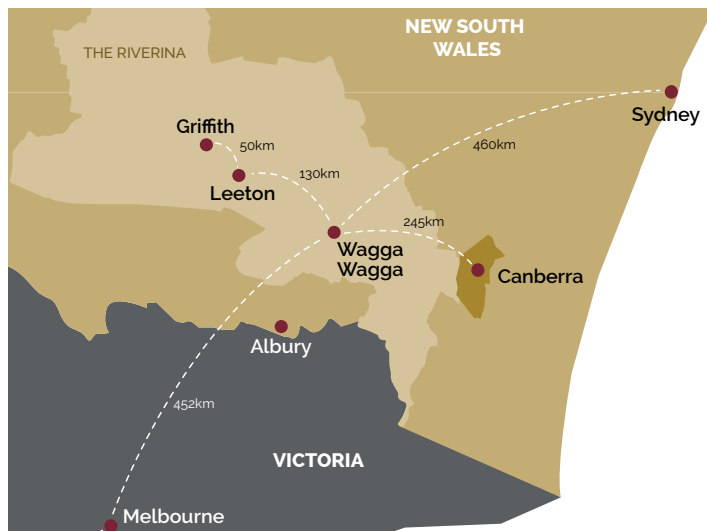 NEW SOUTH
WALES
THE RIVERINA
Sydney
Griffith
50km
460km
Leeton
130km
245km
Wagga
Wagga
Canberra
Albury
452km
VICTORIA
Melbourne